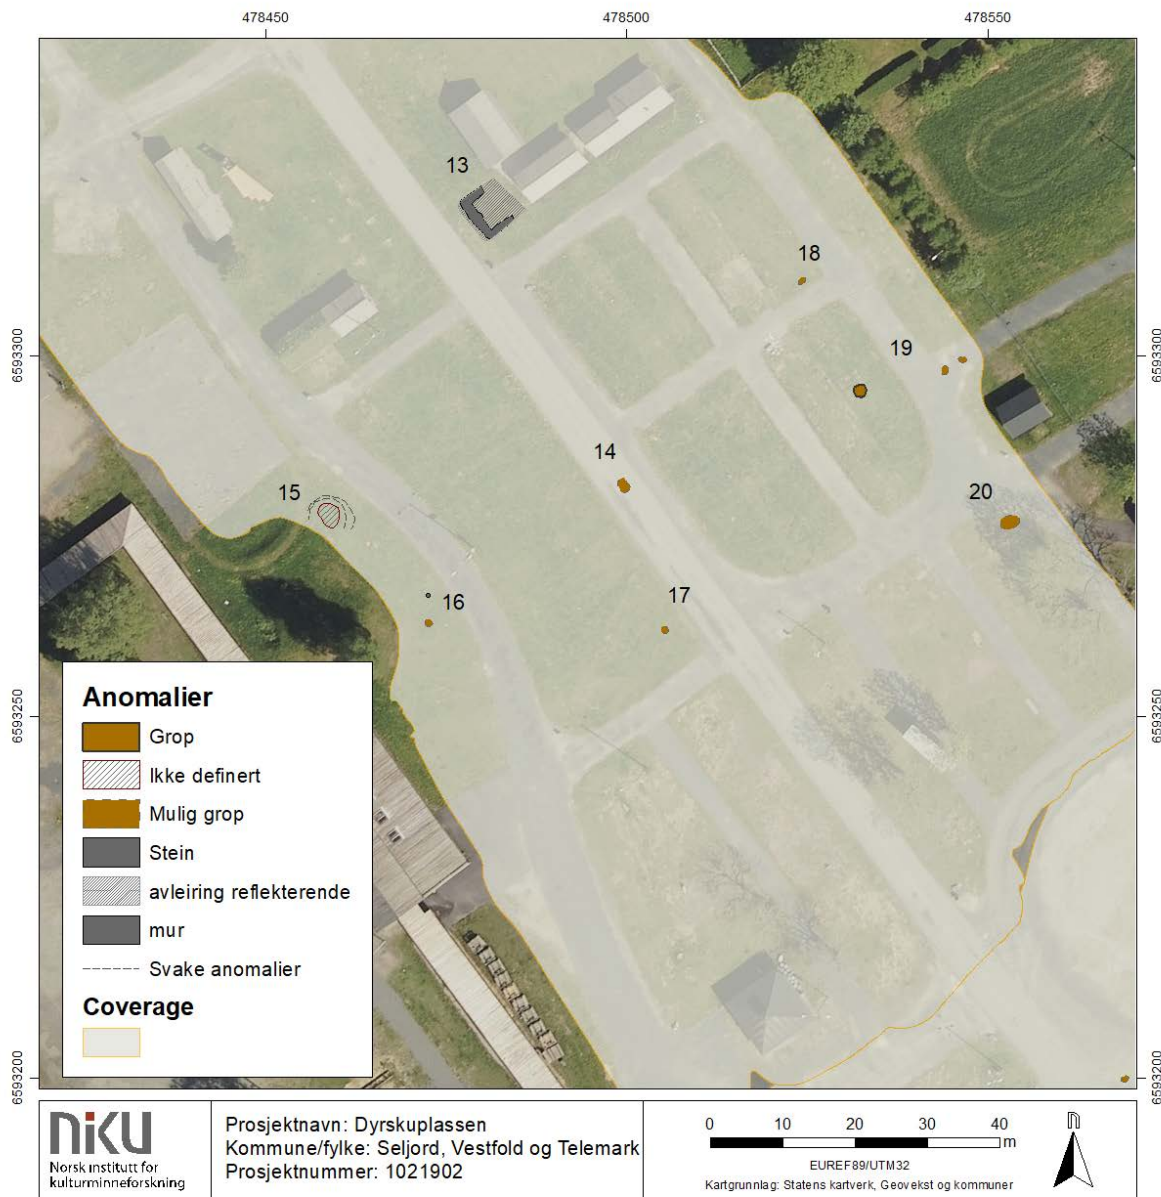 478450
478500
478550
13
18
6593300
19
6593300
14
15
20
16
17
Anomalier
Grop
Ikke definert
Mulig grop
Stein
avleiring reflekterende
mur
Svake anomalier
Coverage
6593250
6593250
6593200
6593200
niku
Norsk institutt for
kulturminneforskning
Prosjektnavn: Dyrskuplassen
Kommune/fylke: Seljord, Vestfold og Telemark
Prosjektnummer: 1021902
0 10 20 30 40
m
EUREF89/UTM32
Kartgrunnlag: Statens kartverk, Geovekst og kommuner
n